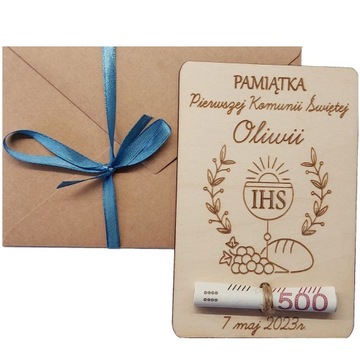 PAMIĄTKA
Pierwszej Komunii Świętej
Oliwii
IHS
500
7 maj 2023r.